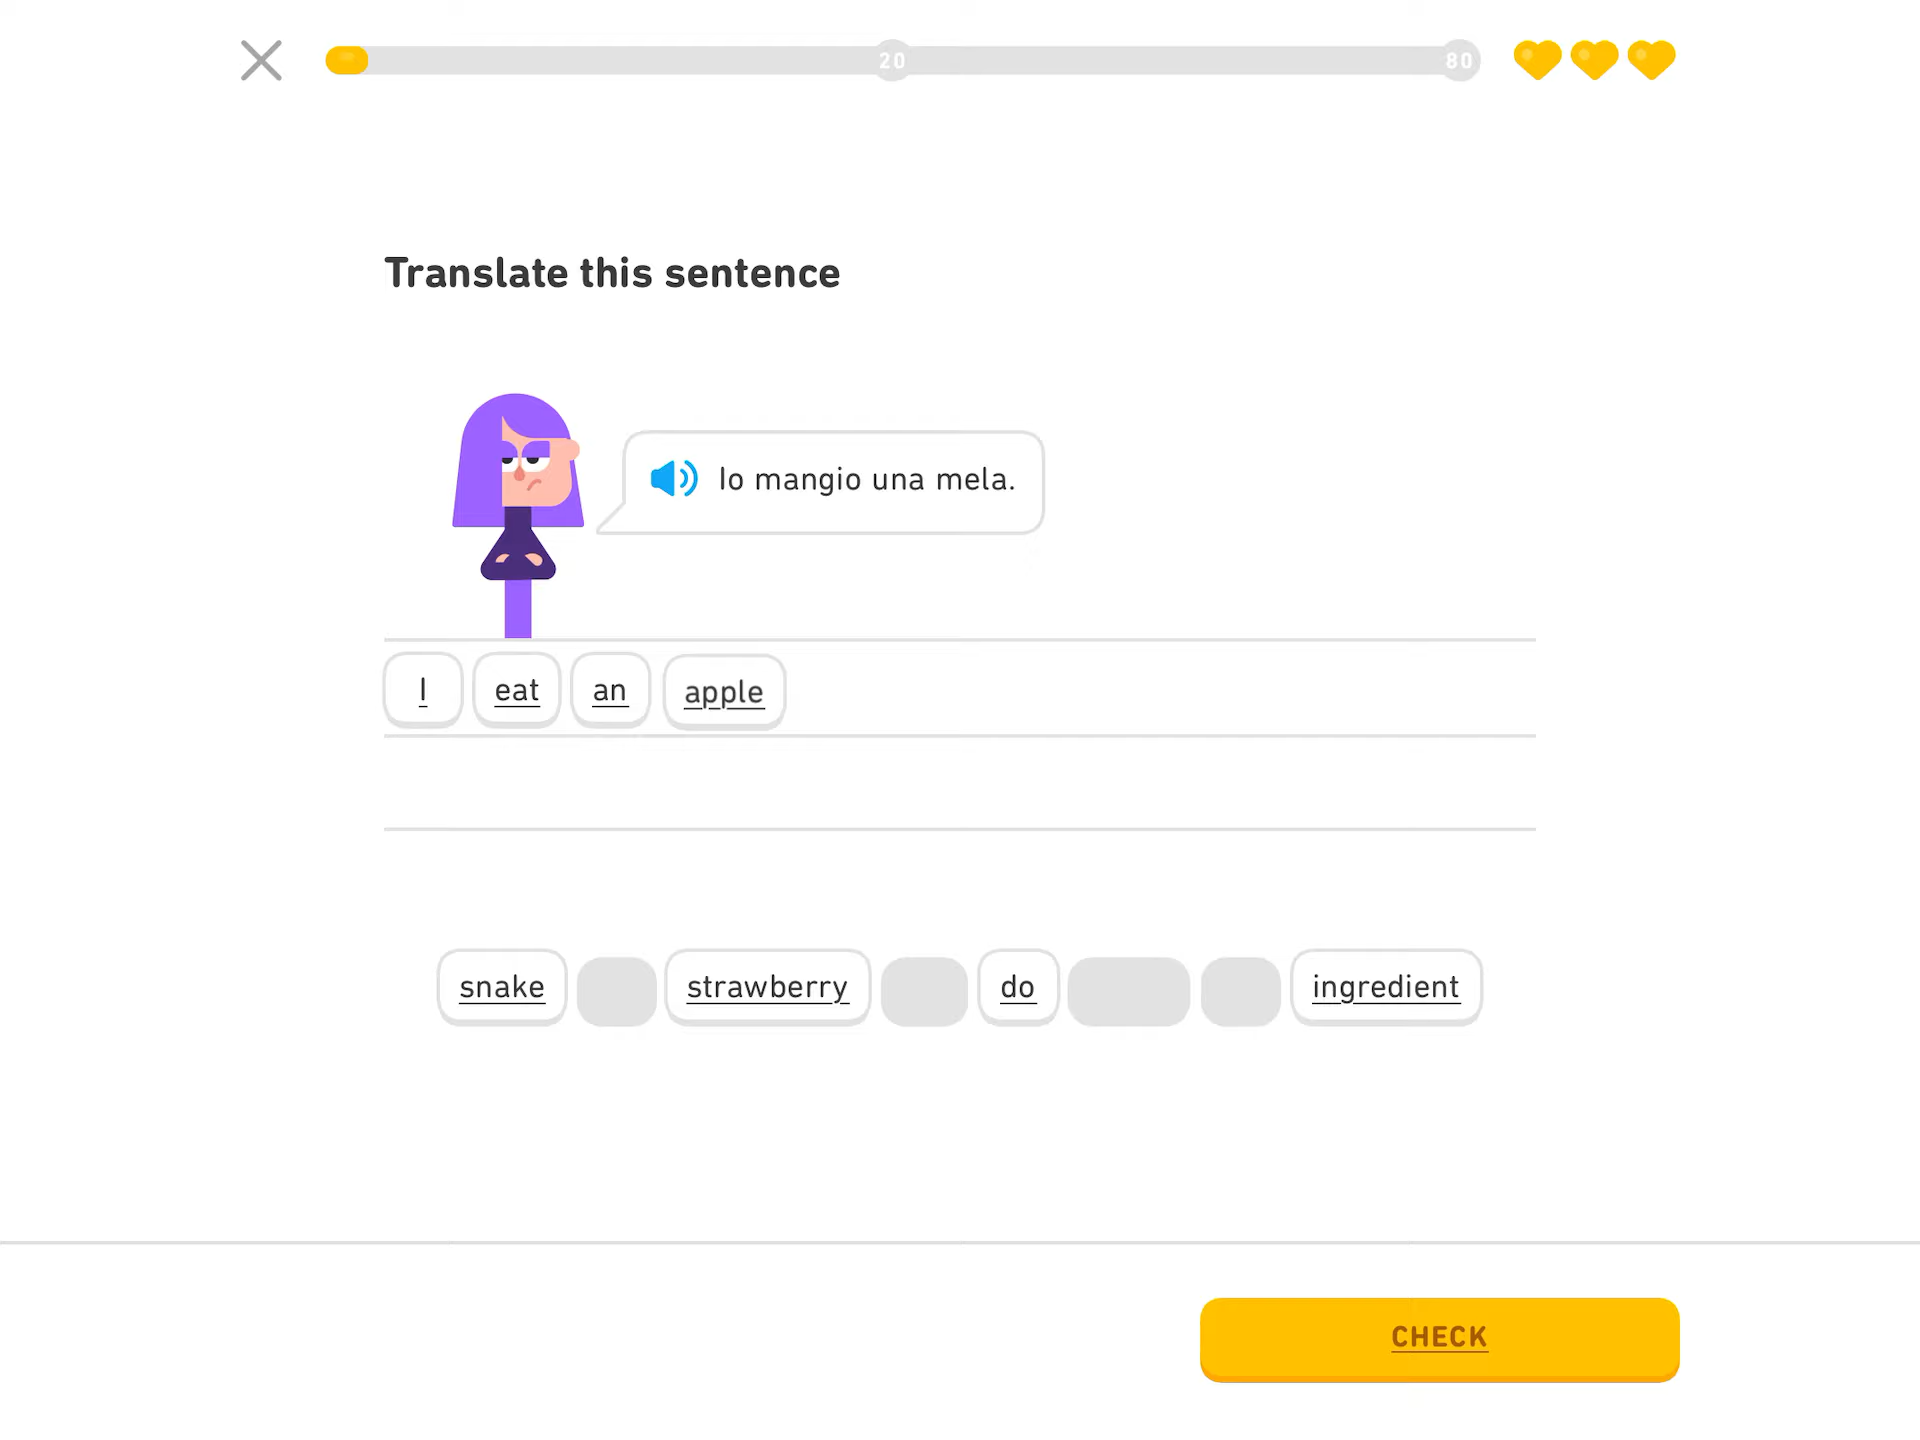 20 80
Translate this sentence
Io mangio una mela.
I eat an apple
snake strawberry do ingredient
CHECK